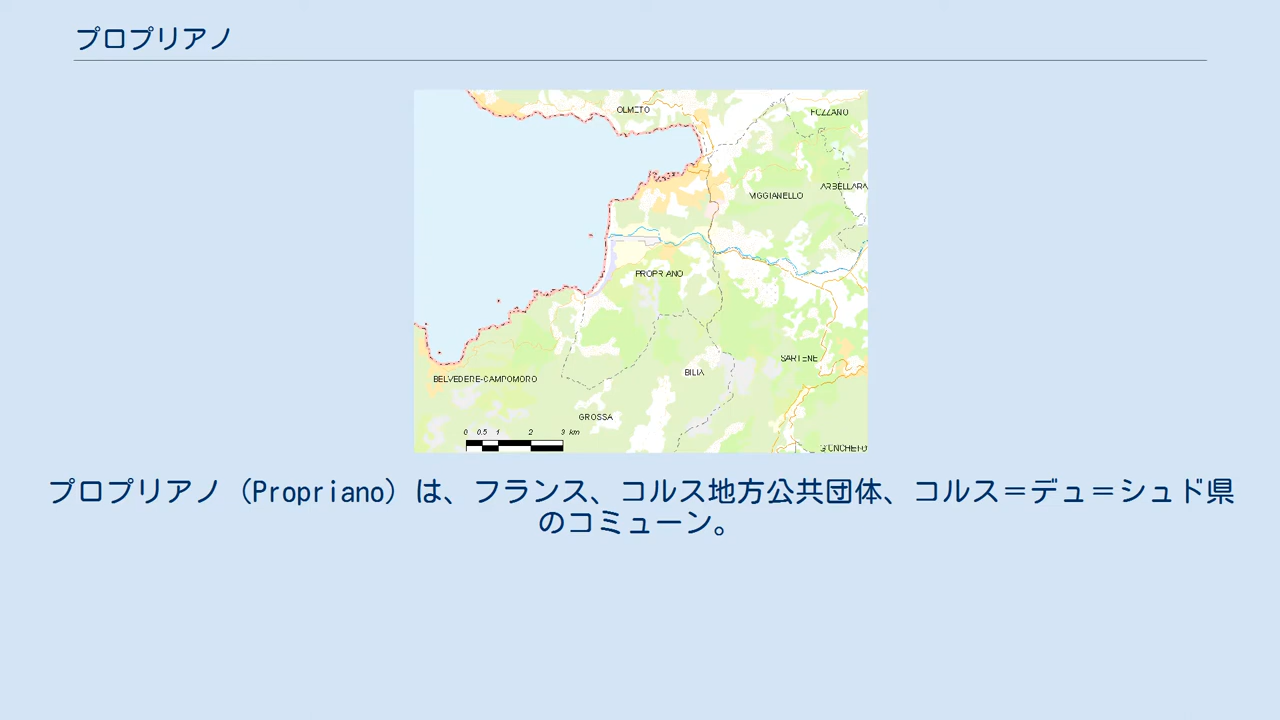 プロプリアノ
OLMETO
FOZZANO
ARBELLARA
VIGGIANELLO
PROPRIANO
SARTENE
BILIA
BELVEDERE-CAMPOMORO
GROSSA
0 0.5 1 2 3 km
プロプリアノ（Propriano）は、フランス、コルス地方公共団体、コルス＝デュ＝シュド県
のコミューン。